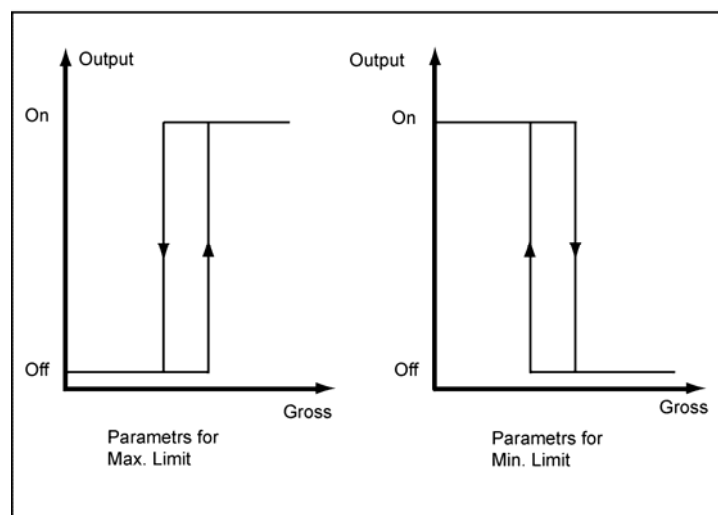 Output
On
Off
Gross
Parametrs for
Max. Limit
Output
On
Off
Gross
Parametrs for
Min. Limit